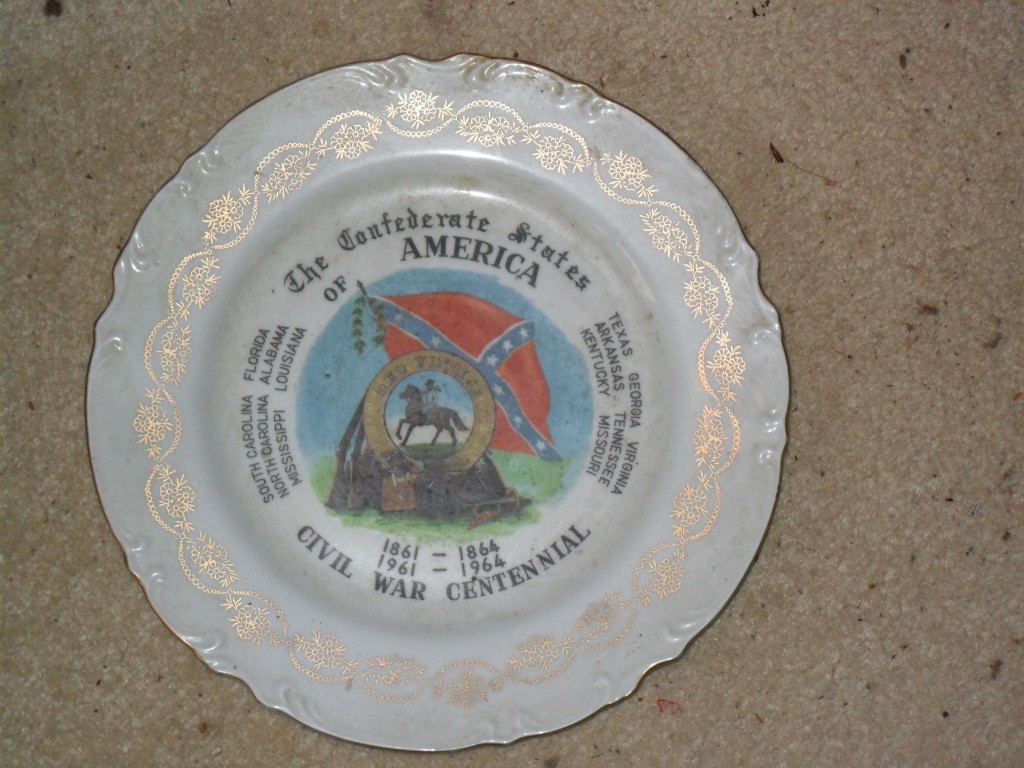 The Confederate States
OF AMERICA
SOUTH CAROLINA FLORIDA
NORTH CAROLINA ALABAMA
MISSISSIPPI LOUISIANA
TEXAS GEORGIA VIRGINIA
ARKANSAS TENNESSEE
KENTUCKY MISSOURI
1861 - 1864
1961 - 1964
CIVIL WAR CENTENNIAL